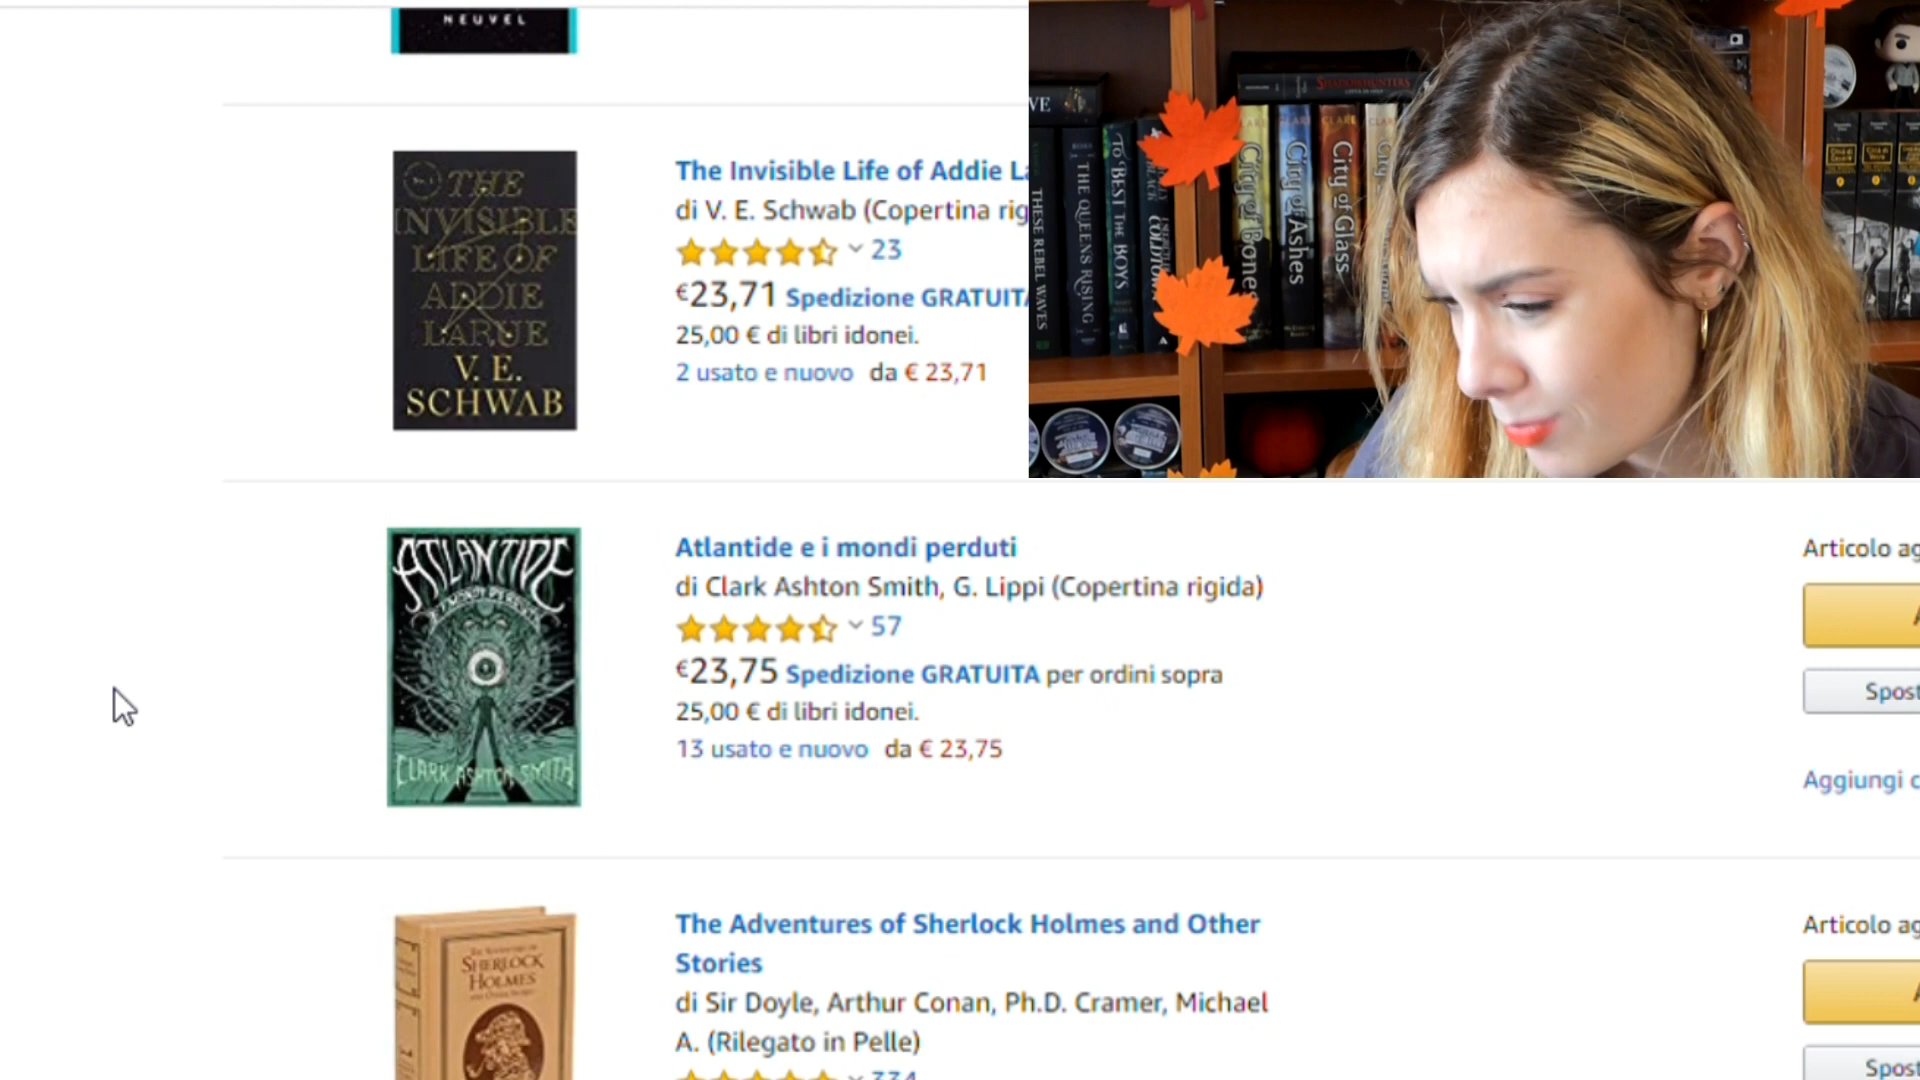 NEUVEL
THE
INVISIBLE
LIFE OF
ADDIE
LARUE
V. E.
SCHWAB
The Invisible Life of Addie
di V. E. Schwab (Copertina
23
€23,71 Spedizione GRATUITA
25,00 € di libri idonei.
2 usato e nuovo da € 23,71
THESE REBEL WAVES
THE QUEENS RISING
TO BEST THE BOYS
SHADOWHUNTERS
CLARE
City of Bones
City of Ashes
City of Glass
ATLANTIDE
CLARK ASHTON SMITH
Atlantide e i mondi perduti
di Clark Ashton Smith, G. Lippi (Copertina rigida)
57
€23,75 Spedizione GRATUITA per ordini sopra
25,00 € di libri idonei.
13 usato e nuovo da € 23,75
Articolo ag
A
Spost
Aggiungi c
SHERLOCK
HOLMES
The Adventures of Sherlock Holmes and Other
Stories
di Sir Doyle, Arthur Conan, Ph.D. Cramer, Michael
A. (Rilegato in Pelle)
334
Articolo ag
A
Spost